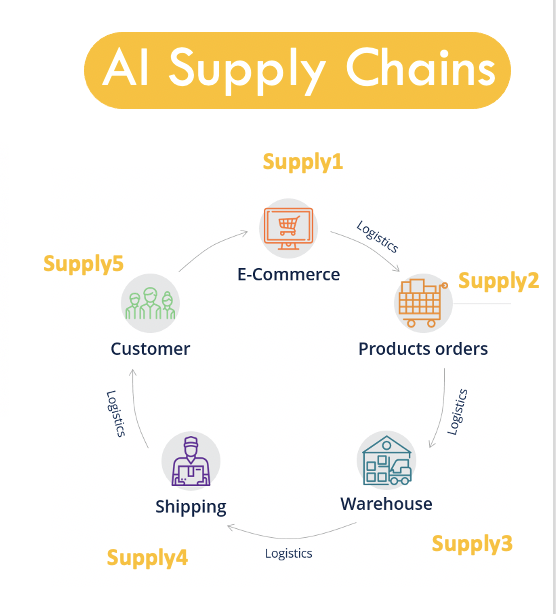 AI Supply Chains
Supply1
E-Commerce
Logistics
Supply2
Products orders
Logistics
Warehouse
Supply3
Logistics
Shipping
Supply4
Logistics
Customer
Supply5